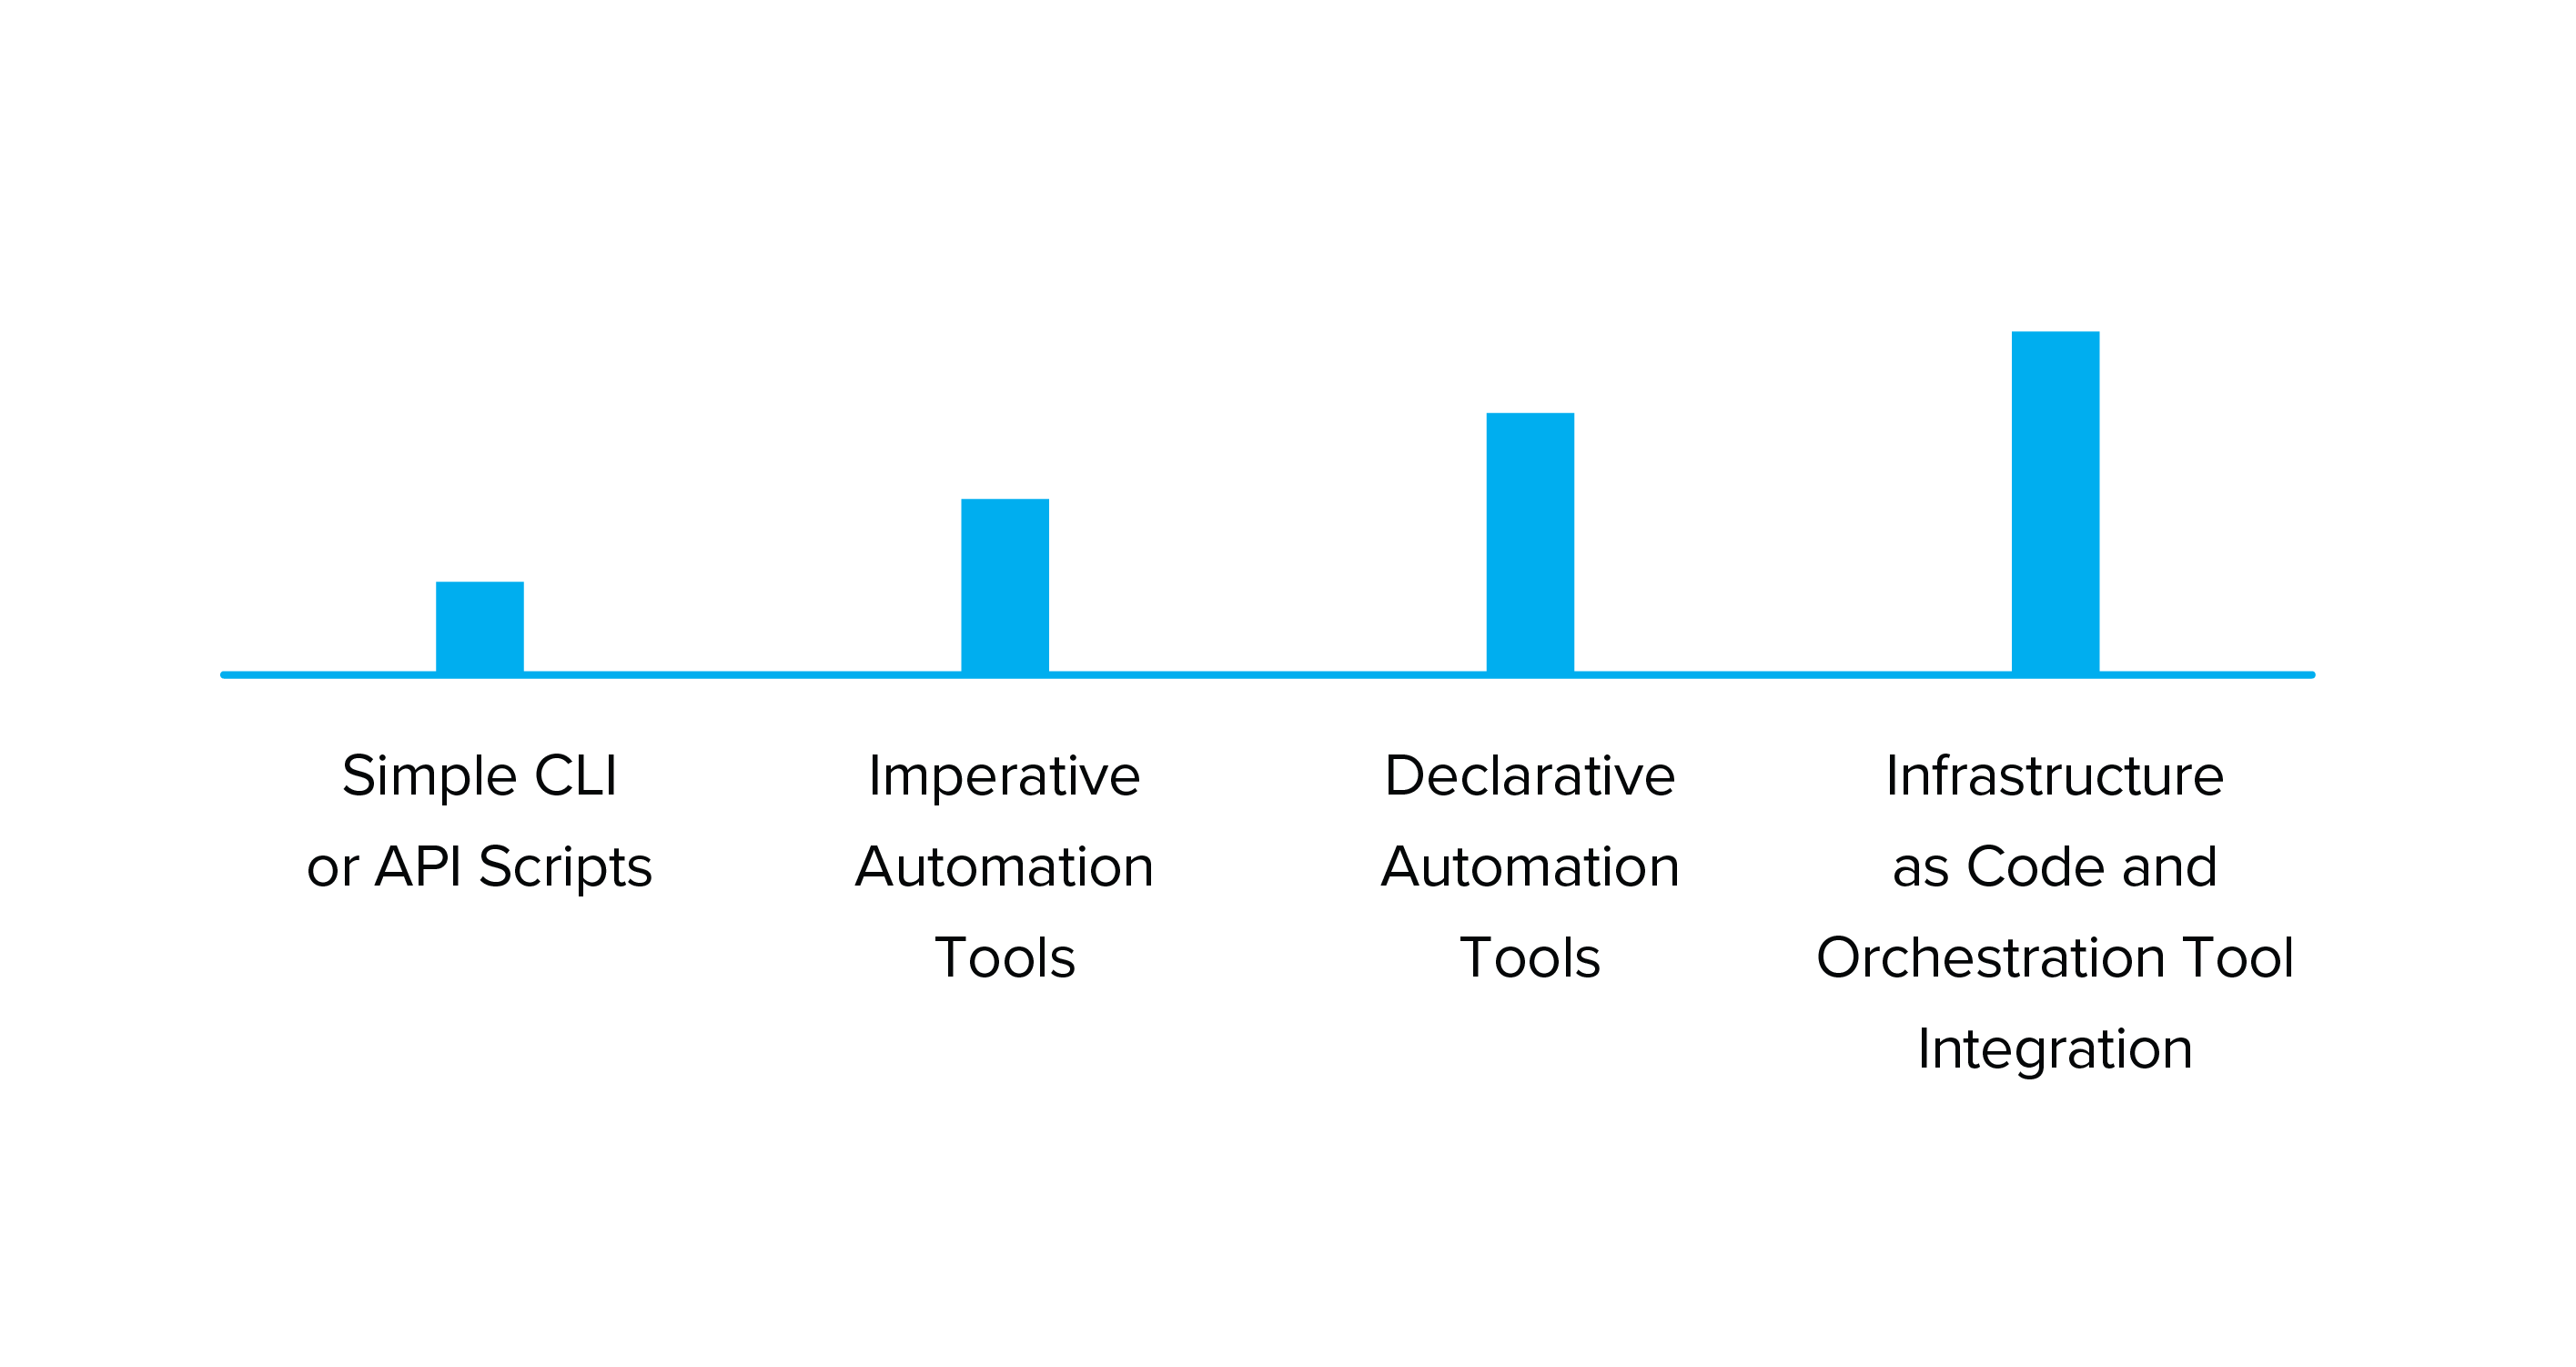 Simple CLI
or API Scripts
Imperative
Automation
Tools
Declarative
Automation
Tools
Infrastructure
as Code and
Orchestration Tool
Integration